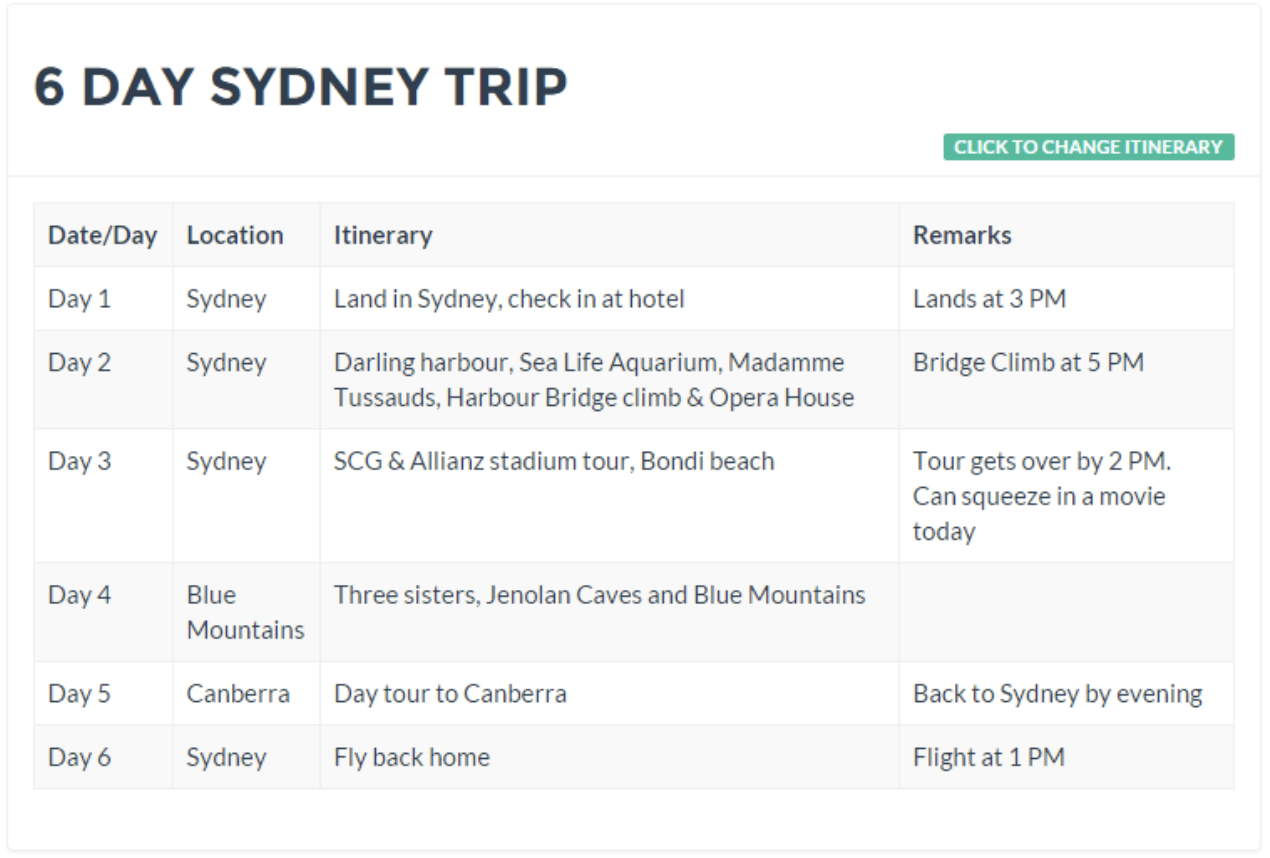 6 DAY SYDNEY TRIP
CLICK TO CHANGE ITINERARY
Date/Day Location Itinerary Remarks
Day 1 Sydney Land in Sydney, check in at hotel Lands at 3 PM
Day 2 Sydney Darling harbour, Sea Life Aquarium, Madamme Bridge Climb at 5 PM
Tussauds, Harbour Bridge climb & Opera House
Day 3 Sydney SCG & Allianz stadium tour, Bondi beach Tour gets over by 2 PM.
Can squeeze in a movie
today
Day 4 Blue Three sisters, Jenolan Caves and Blue Mountains
Mountains
Day 5 Canberra Day tour to Canberra Back to Sydney by evening
Day 6 Sydney Fly back home Flight at 1 PM